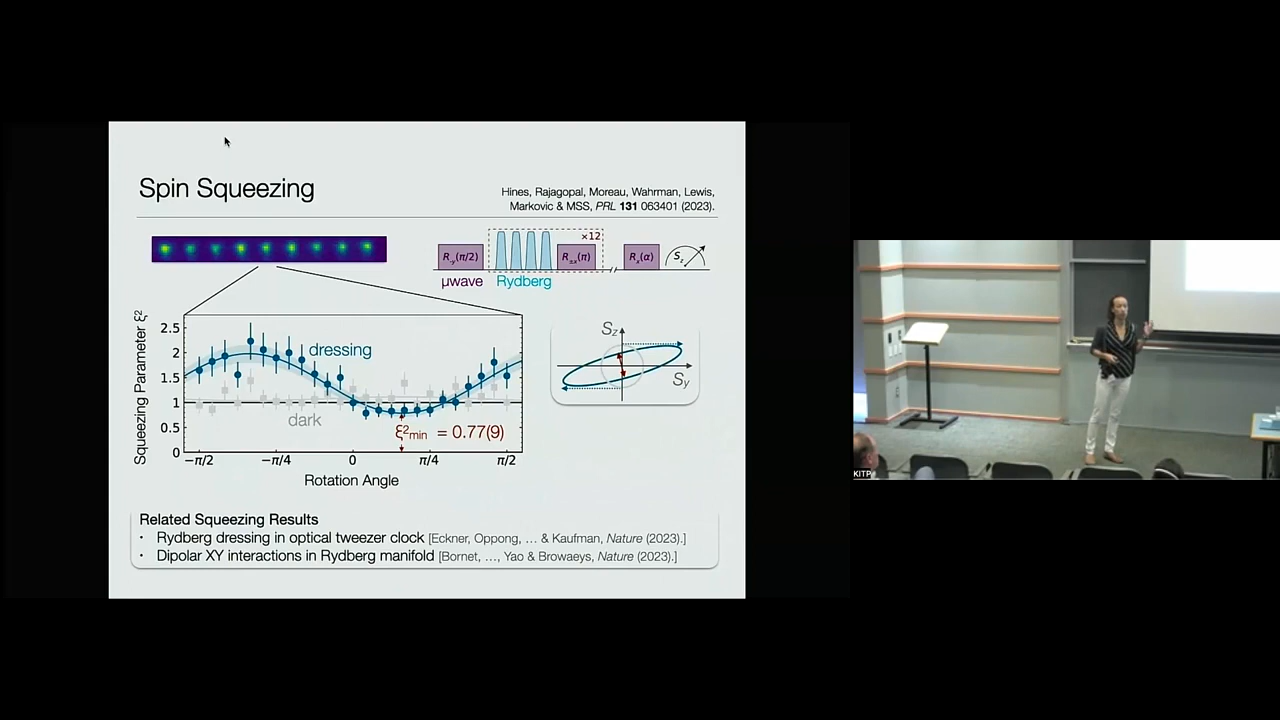 Spin Squeezing
Hines, Rajagopal, Moreau, Wahrman, Lewis,
Markovic & MSS, PRL 131 063401 (2023).
×12
R-y(π/2)
R±x(π)
Rx(α)
Sz
μwave
Rydberg
Squeezing Parameter ξ²
2.5
2
1.5
1
0.5
0
dressing
dark
ξ²min = 0.77(9)
−π/2
−π/4
0
π/4
π/2
Rotation Angle
Sz
Sy
Related Squeezing Results
• Rydberg dressing in optical tweezer clock [Eckner, Oppong, … & Kaufman, Nature (2023).]
• Dipolar XY interactions in Rydberg manifold [Bornet, …, Yao & Browaeys, Nature (2023).]
KITP